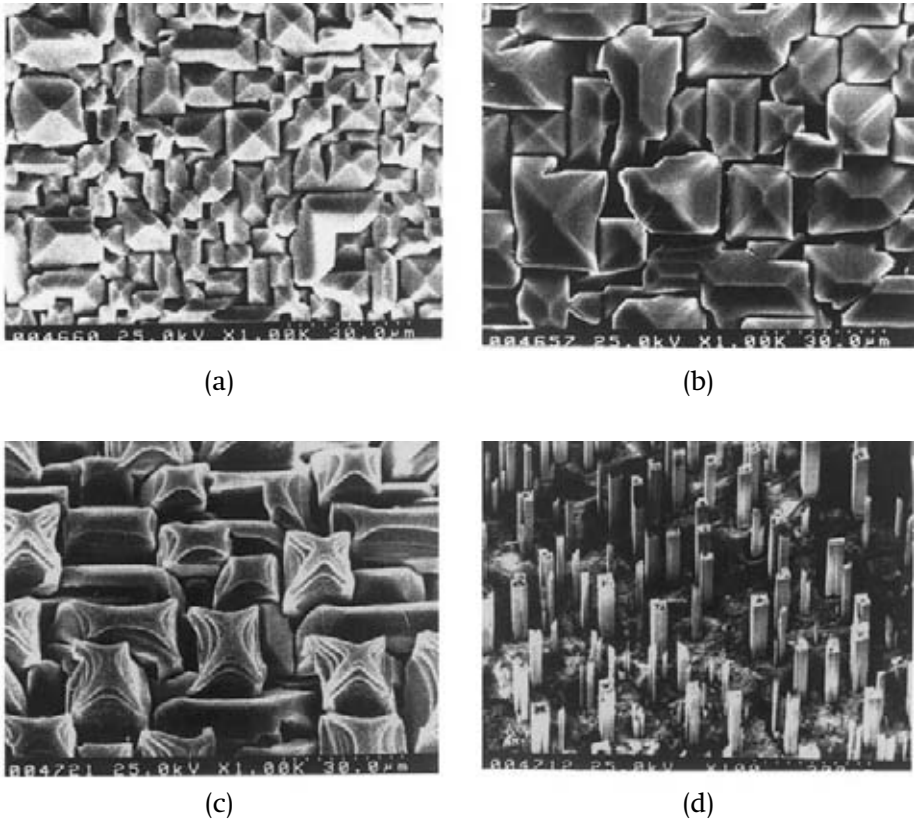 004660 25.0kV X1.00K 30.0µm
004657 25.0kV X1.00K 30.0µm
(a)
(b)
004721 25.0kV X1.00K 30.0µm
004712 25.0kV X100
(c)
(d)